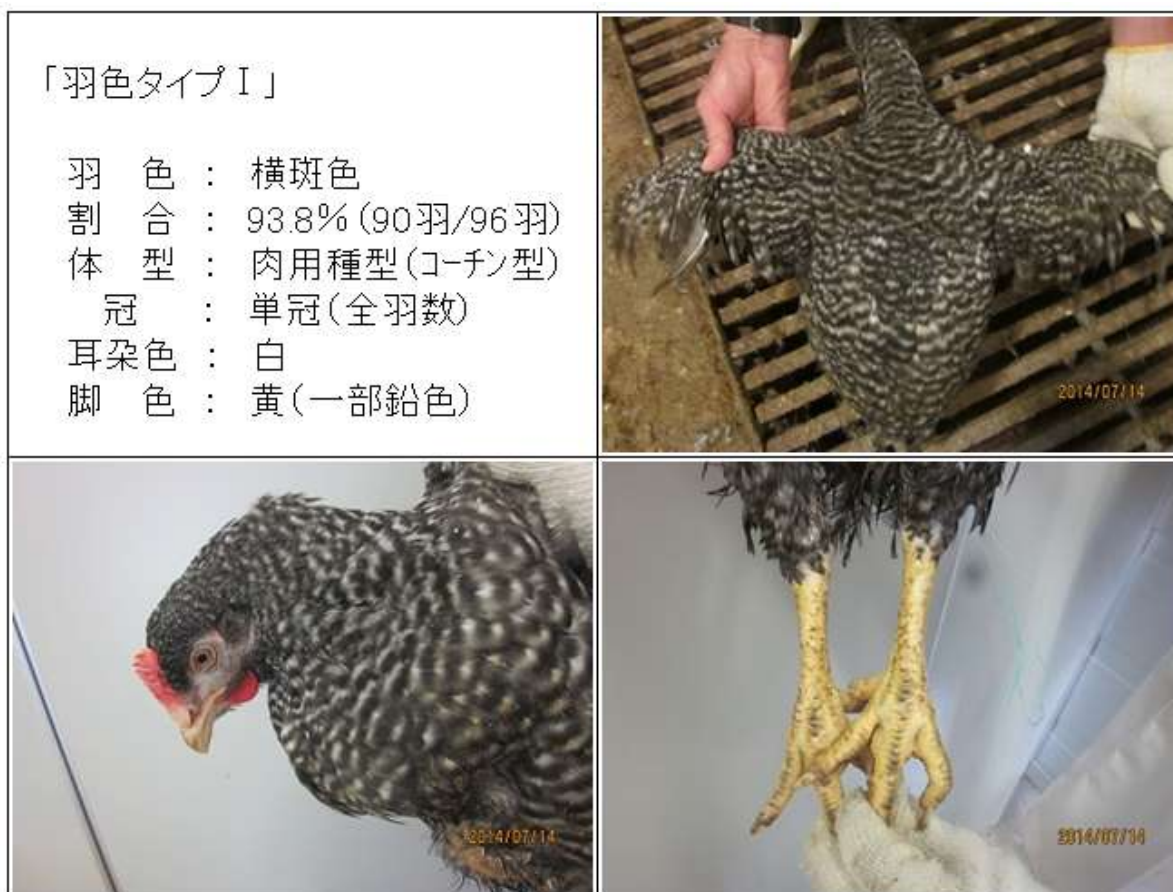 「羽色タイプⅠ」
羽　色 ： 横斑色
割　合 ： 93.8％(90羽/96羽)
体　型 ： 肉用種型(コーチン型)
冠　 ： 単冠(全羽数)
耳朶色 ： 白
脚　色 ： 黄(一部鉛色)
2014/07/14
2014/07/14
2014/07/14